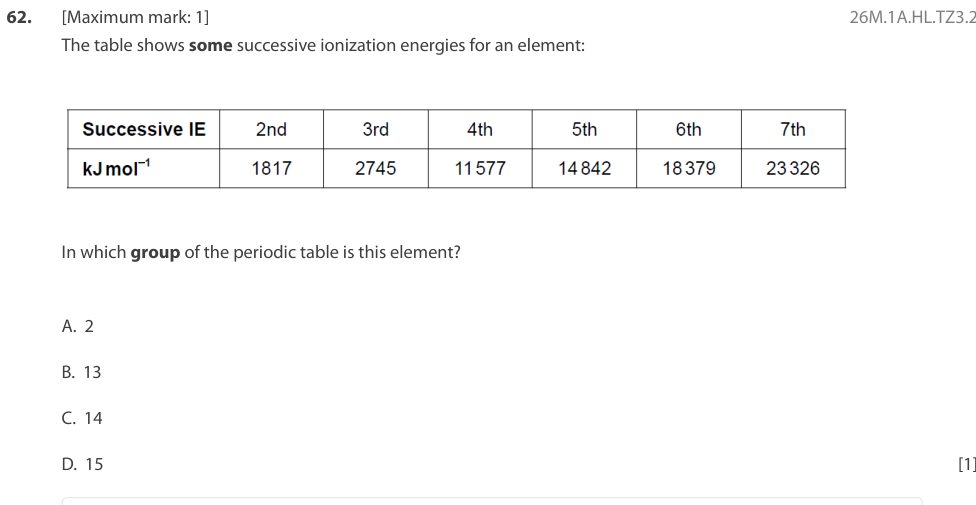 62. [Maximum mark: 1] 26M.1A.HL.TZ3.2
The table shows some successive ionization energies for an element:
Successive IE 2nd 3rd 4th 5th 6th 7th
kJ mol⁻¹ 1817 2745 11 577 14 842 18 379 23 326
In which group of the periodic table is this element?
A. 2
B. 13
C. 14
D. 15 [1]